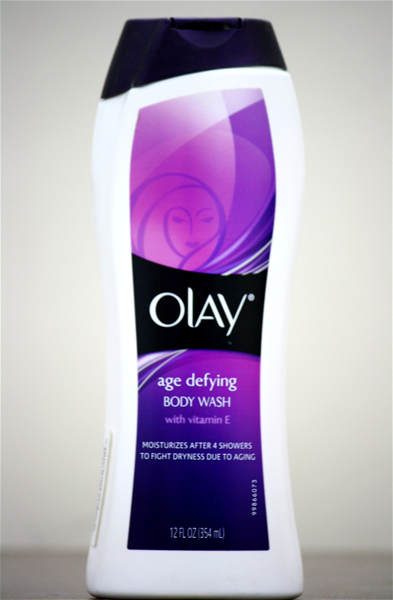 OLAY®
age defying
BODY WASH
with vitamin E
MOISTURIZES AFTER 4 SHOWERS
TO FIGHT DRYNESS DUE TO AGING
99866073
12 FL OZ (354 mL)